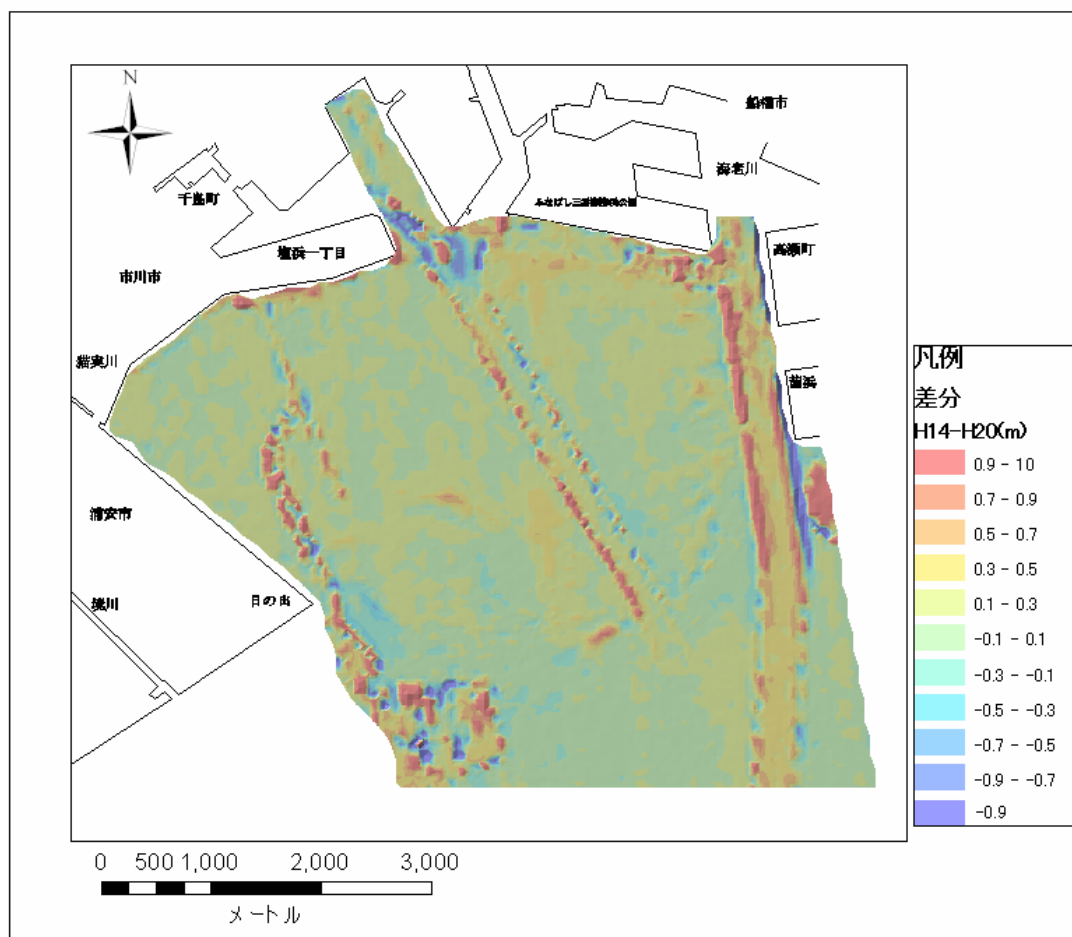 N
船橋市
海老川
千鳥町
高瀬町
塩浜一丁目
市川市
猫実川
茜浜
浦安市
日の出
境川
凡例
差分
H14-H20(m)
0.9 - 10
0.7 - 0.9
0.5 - 0.7
0.3 - 0.5
0.1 - 0.3
-0.1 - 0.1
-0.3 - -0.1
-0.5 - -0.3
-0.7 - -0.5
-0.9 - -0.7
-0.9
0 500 1,000 2,000 3,000
メートル